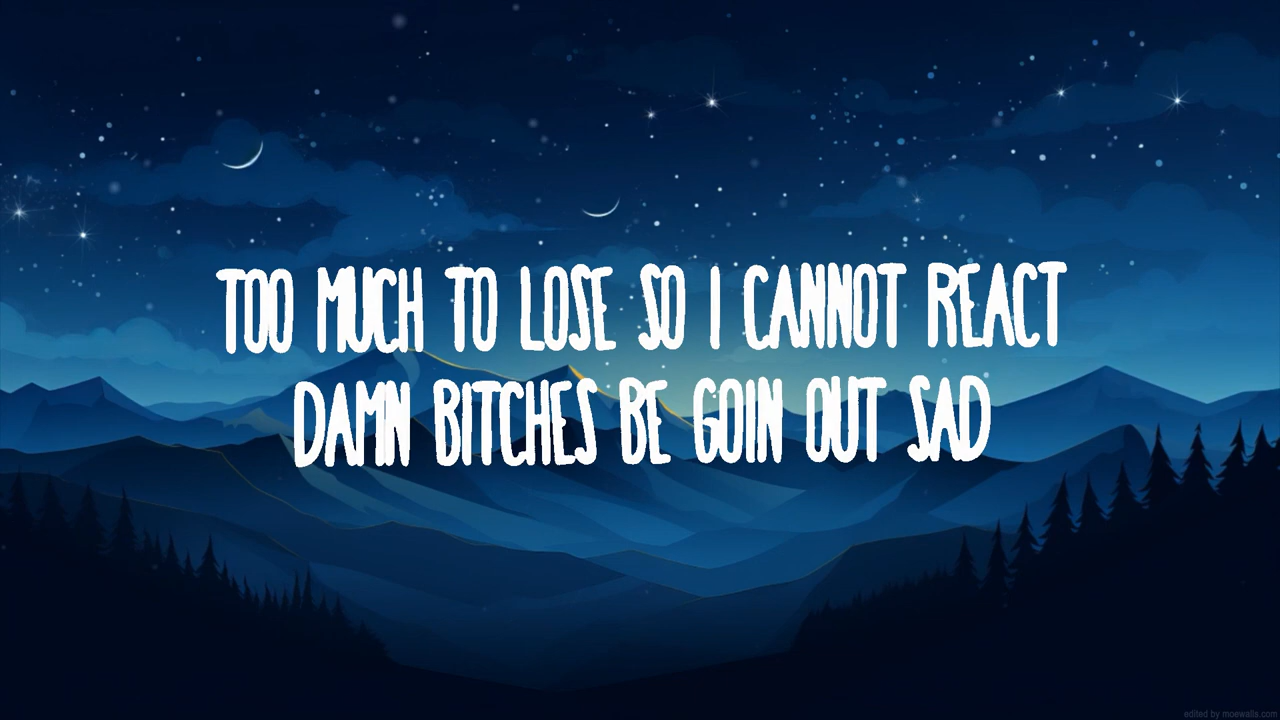 TOO MUCH TO LOSE SO I CANNOT REACT
DAMN BITCHES BE GOIN OUT SAD
edited by moewalls.com